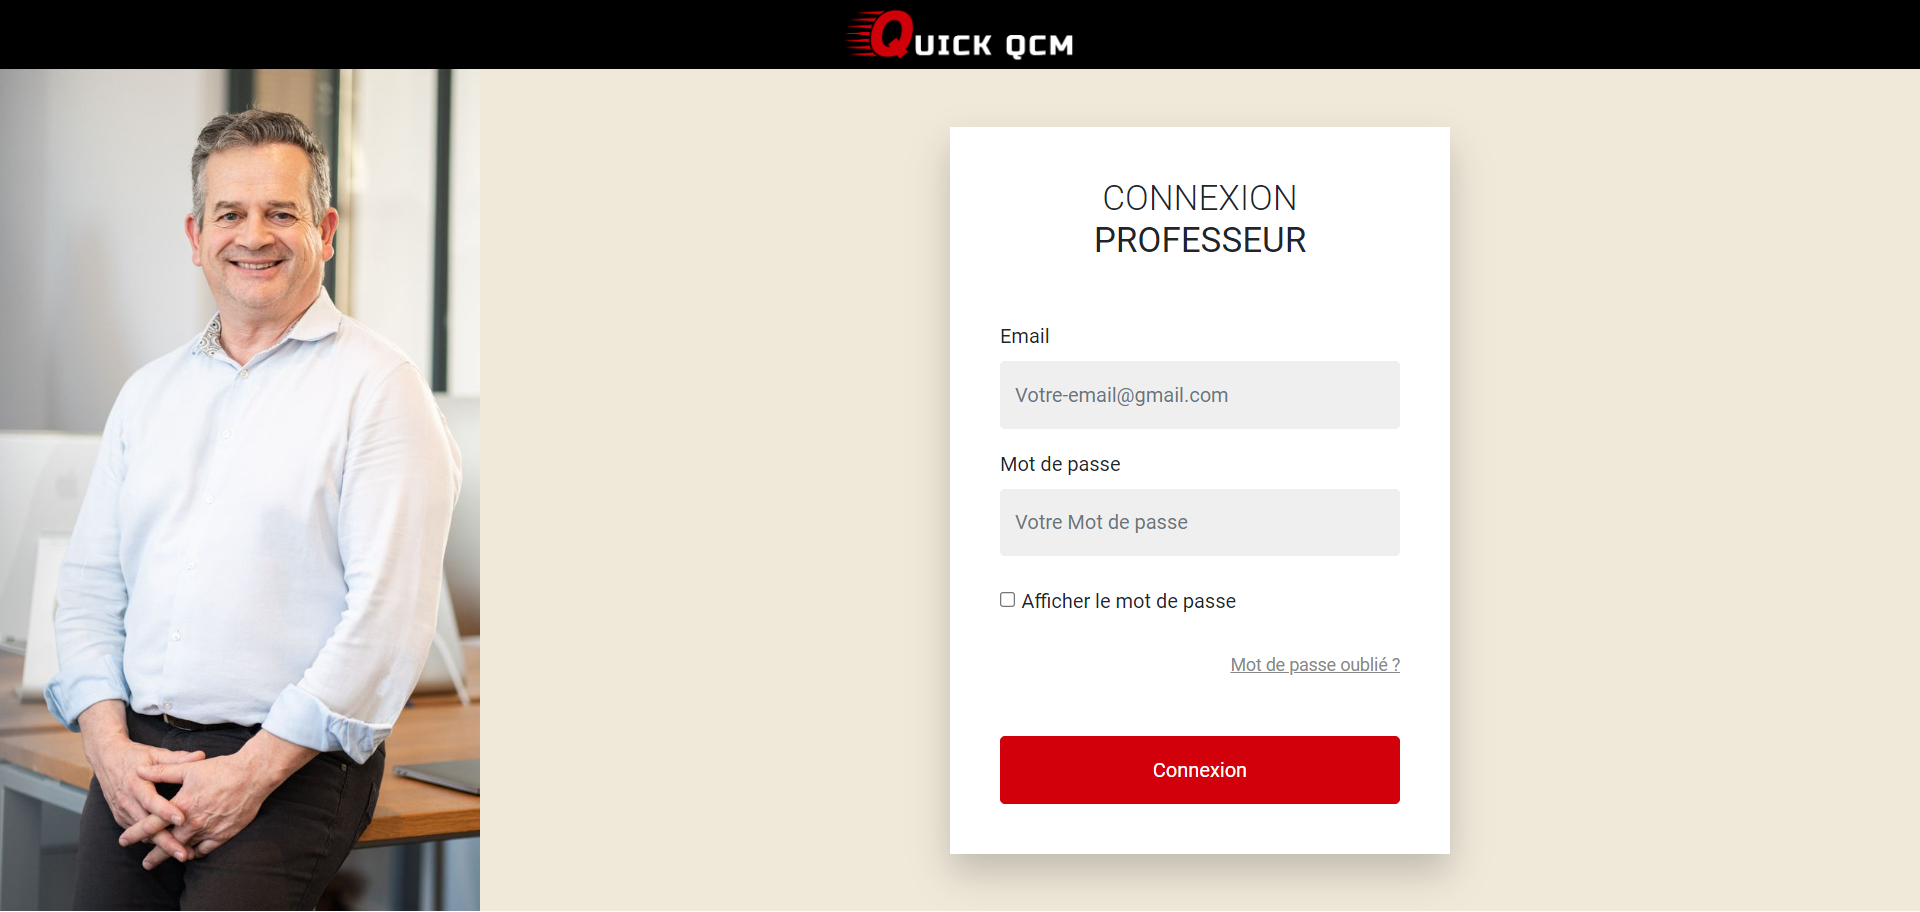 QUICK QCM
CONNEXION
PROFESSEUR
Email
Votre-email@gmail.com
Mot de passe
Votre Mot de passe
Afficher le mot de passe
Mot de passe oublié ?
Connexion